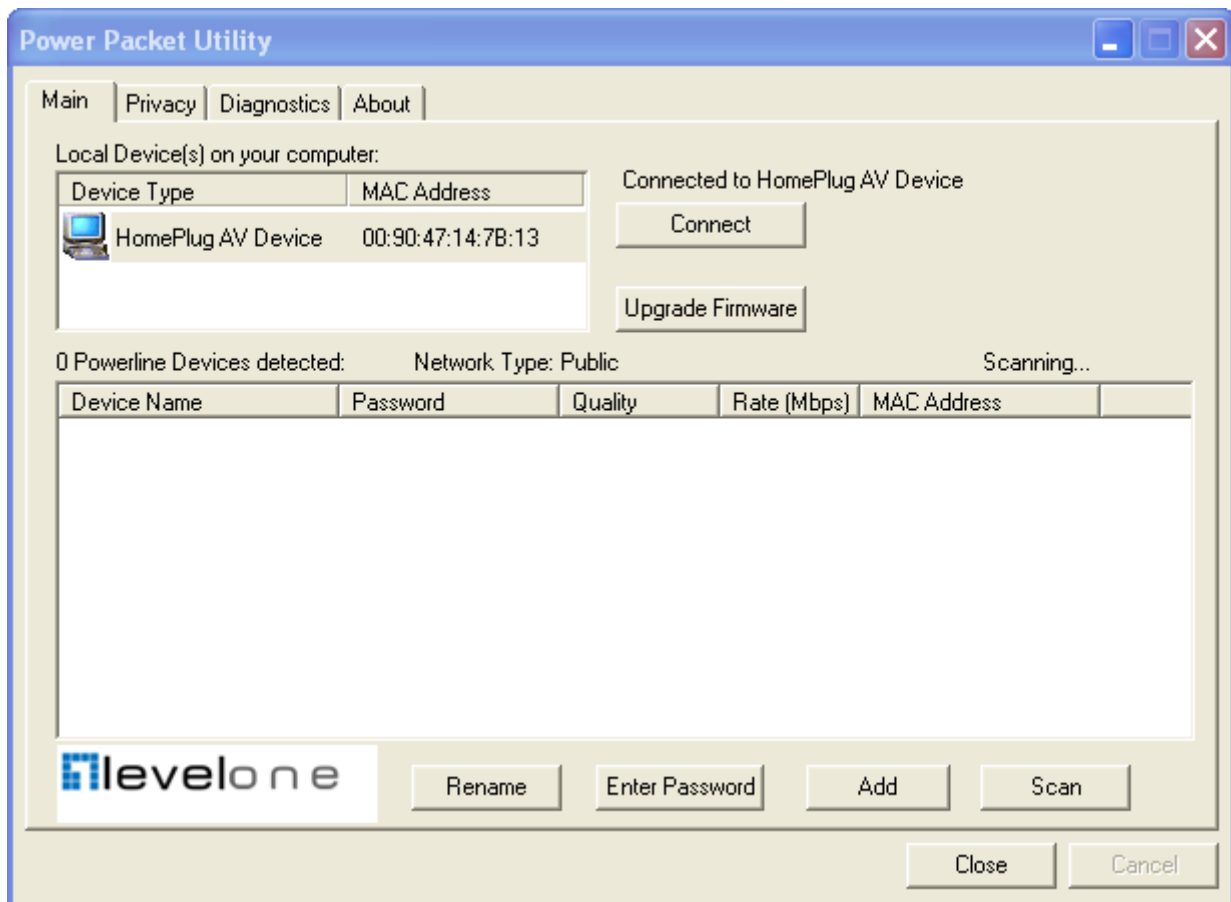 Power Packet Utility
Main Privacy Diagnostics About
Local Device(s) on your computer:
Device Type MAC Address
HomePlug AV Device 00:90:47:14:7B:13
Connected to HomePlug AV Device
Connect
Upgrade Firmware
0 Powerline Devices detected: Network Type: Public Scanning...
Device Name Password Quality Rate (Mbps) MAC Address
levelone
Rename Enter Password Add Scan
Close Cancel